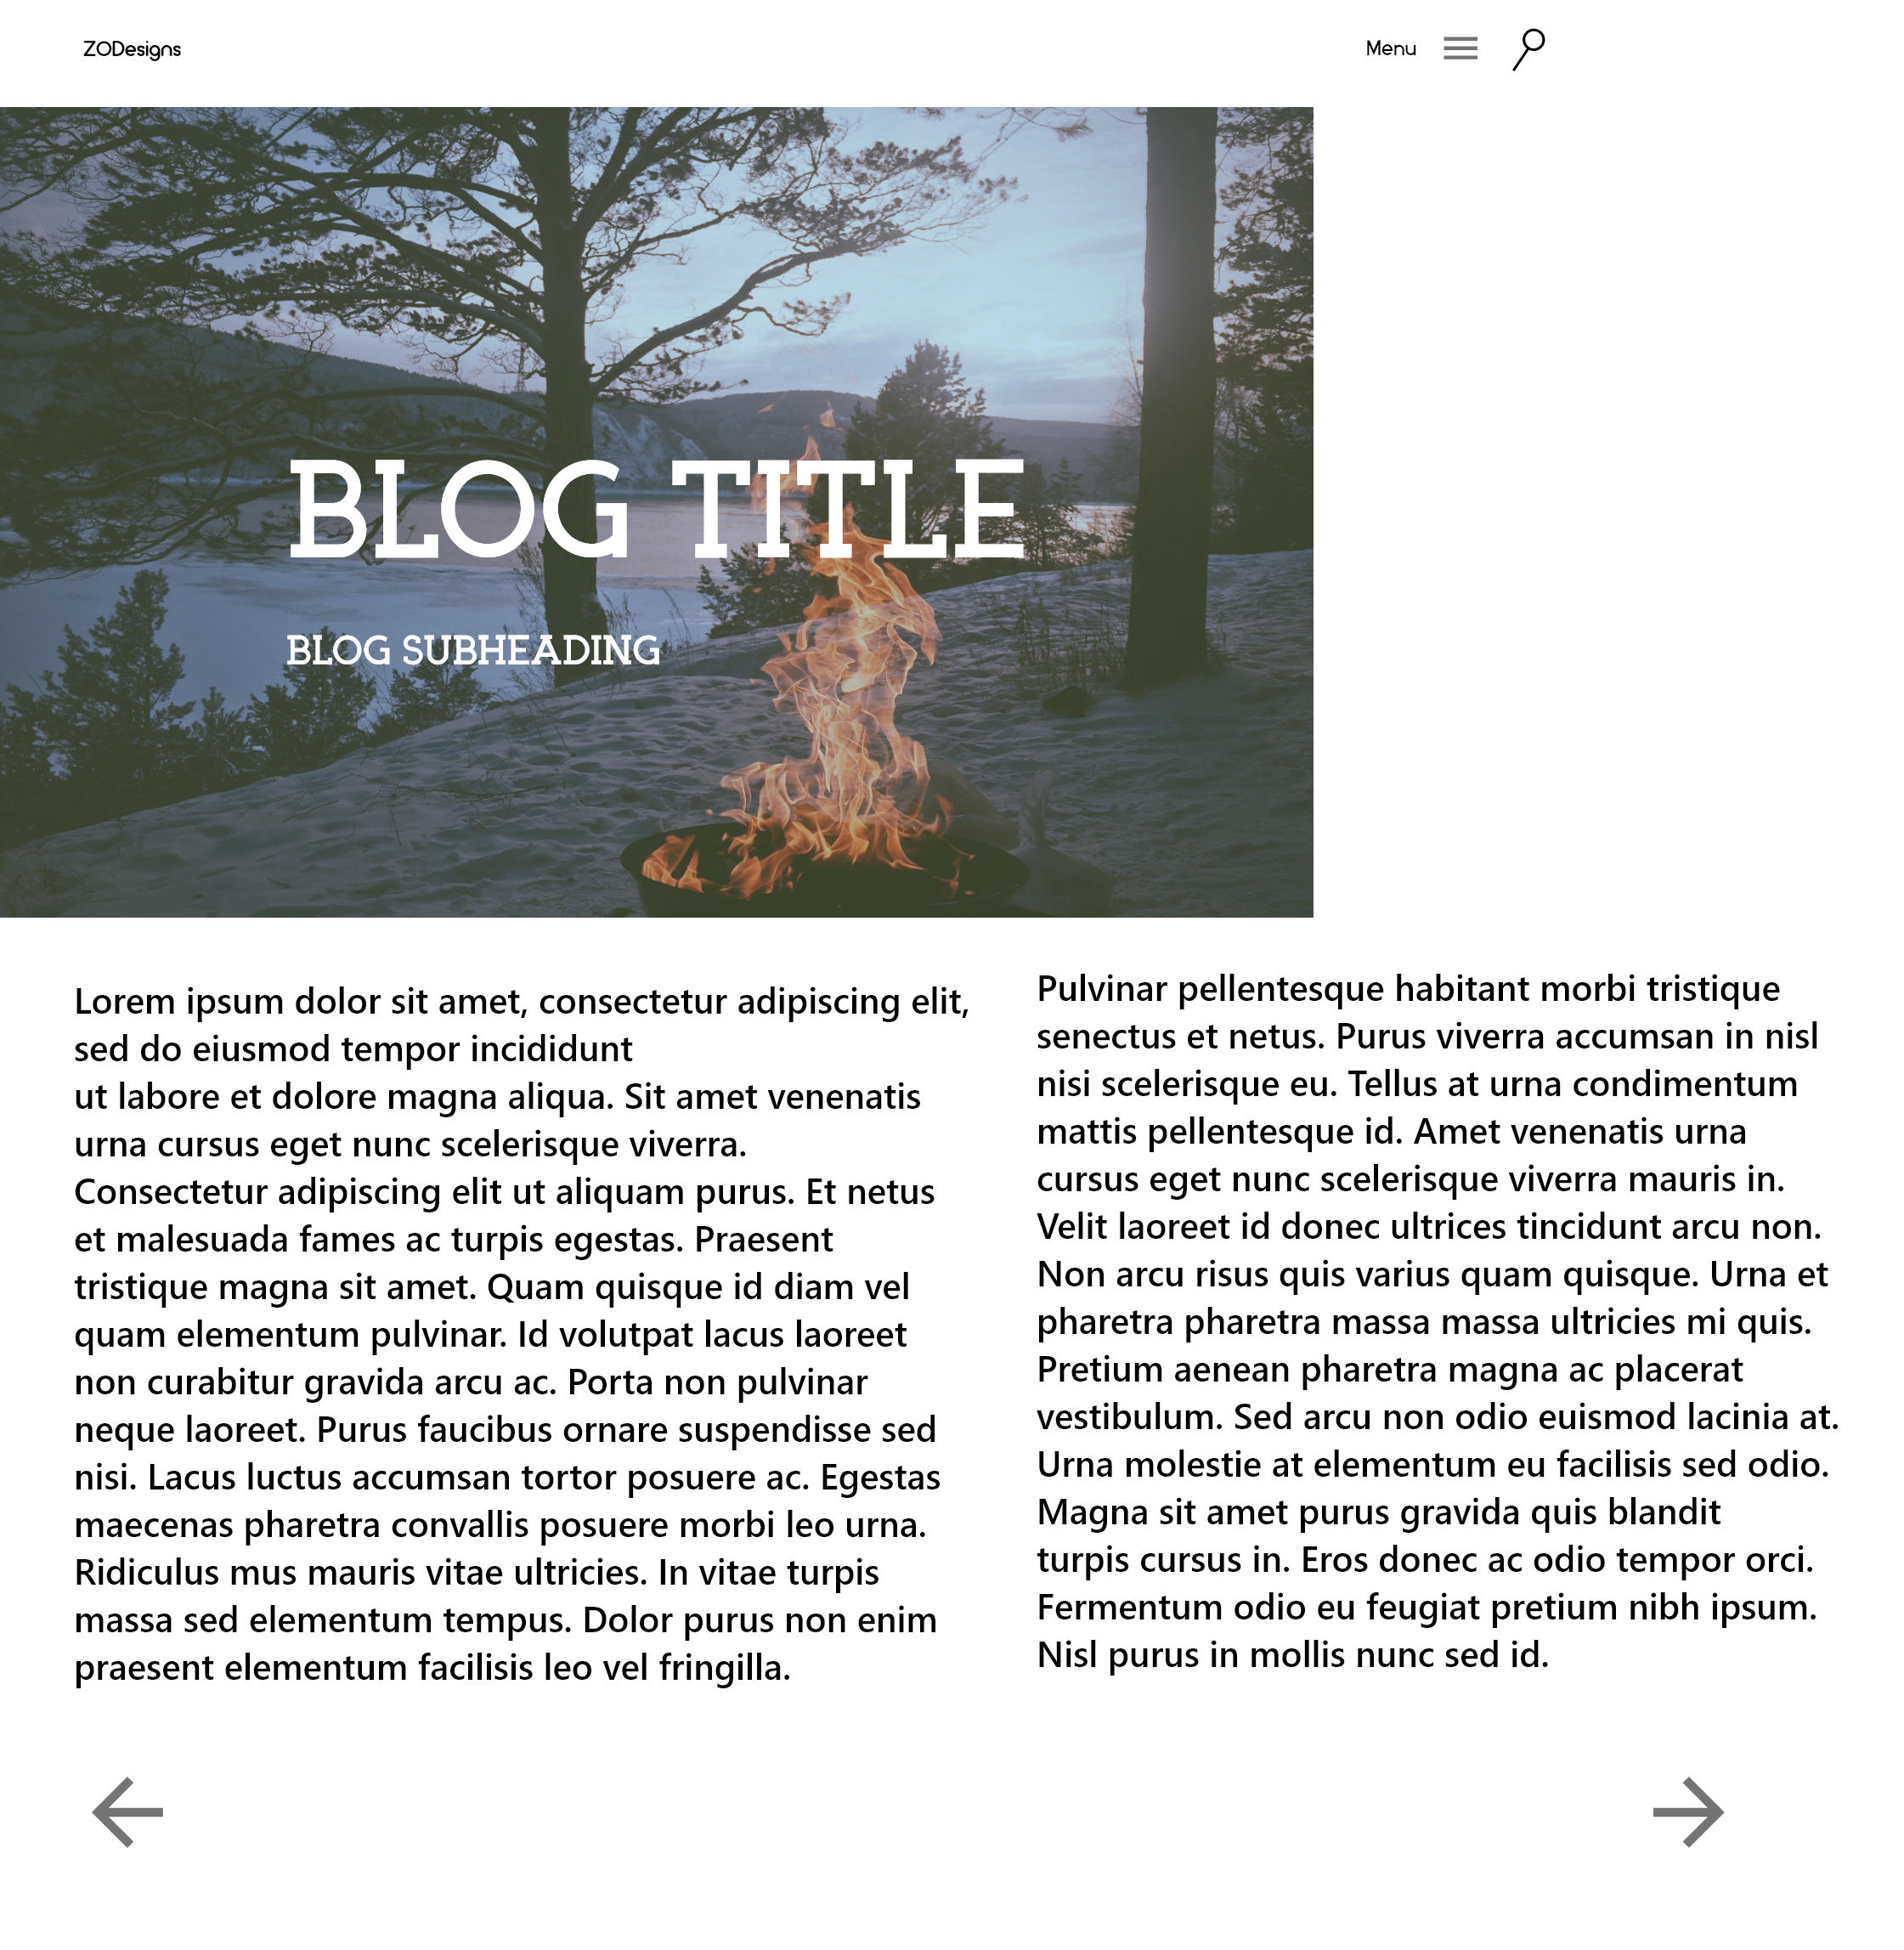 ZODesigns
Menu
BLOG TITLE
BLOG SUBHEADING
Lorem ipsum dolor sit amet, consectetur adipiscing elit,
sed do eiusmod tempor incididunt
ut labore et dolore magna aliqua. Sit amet venenatis
urna cursus eget nunc scelerisque viverra.
Consectetur adipiscing elit ut aliquam purus. Et netus
et malesuada fames ac turpis egestas. Praesent
tristique magna sit amet. Quam quisque id diam vel
quam elementum pulvinar. Id volutpat lacus laoreet
non curabitur gravida arcu ac. Porta non pulvinar
neque laoreet. Purus faucibus ornare suspendisse sed
nisi. Lacus luctus accumsan tortor posuere ac. Egestas
maecenas pharetra convallis posuere morbi leo urna.
Ridiculus mus mauris vitae ultricies. In vitae turpis
massa sed elementum tempus. Dolor purus non enim
praesent elementum facilisis leo vel fringilla.
Pulvinar pellentesque habitant morbi tristique
senectus et netus. Purus viverra accumsan in nisl
nisi scelerisque eu. Tellus at urna condimentum
mattis pellentesque id. Amet venenatis urna
cursus eget nunc scelerisque viverra mauris in.
Velit laoreet id donec ultrices tincidunt arcu non.
Non arcu risus quis varius quam quisque. Urna et
pharetra pharetra massa massa ultricies mi quis.
Pretium aenean pharetra magna ac placerat
vestibulum. Sed arcu non odio euismod lacinia at.
Urna molestie at elementum eu facilisis sed odio.
Magna sit amet purus gravida quis blandit
turpis cursus in. Eros donec ac odio tempor orci.
Fermentum odio eu feugiat pretium nibh ipsum.
Nisl purus in mollis nunc sed id.